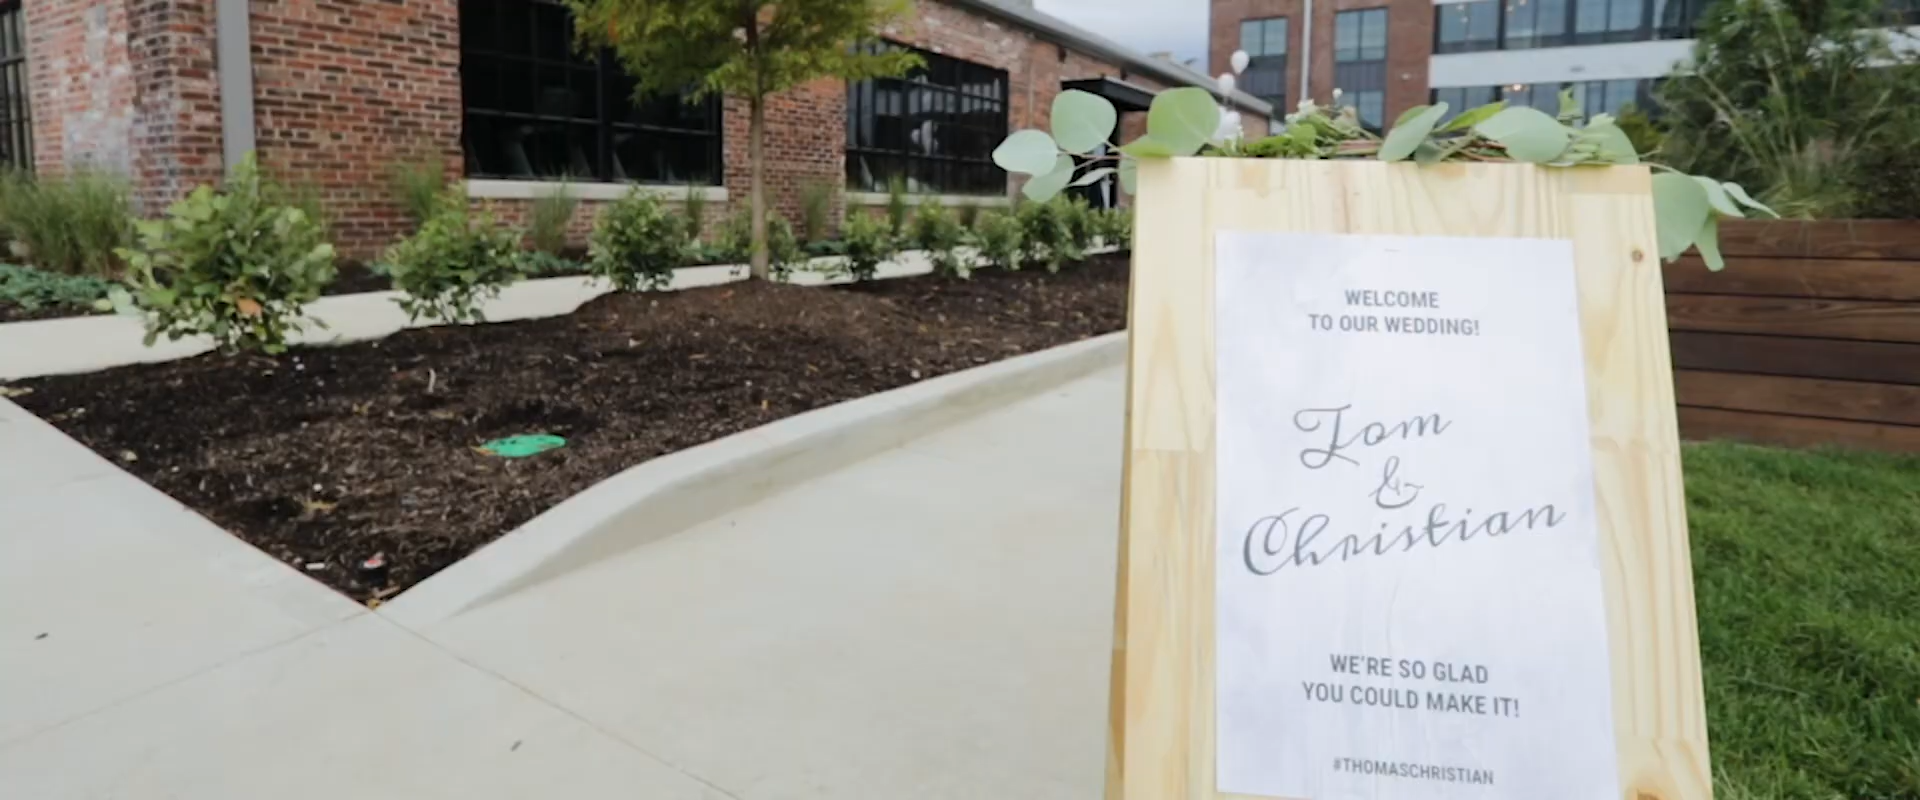 WELCOME
TO OUR WEDDING!
Tom
&
Christian
WE'RE SO GLAD
YOU COULD MAKE IT!
#THOMASCHRISTIAN